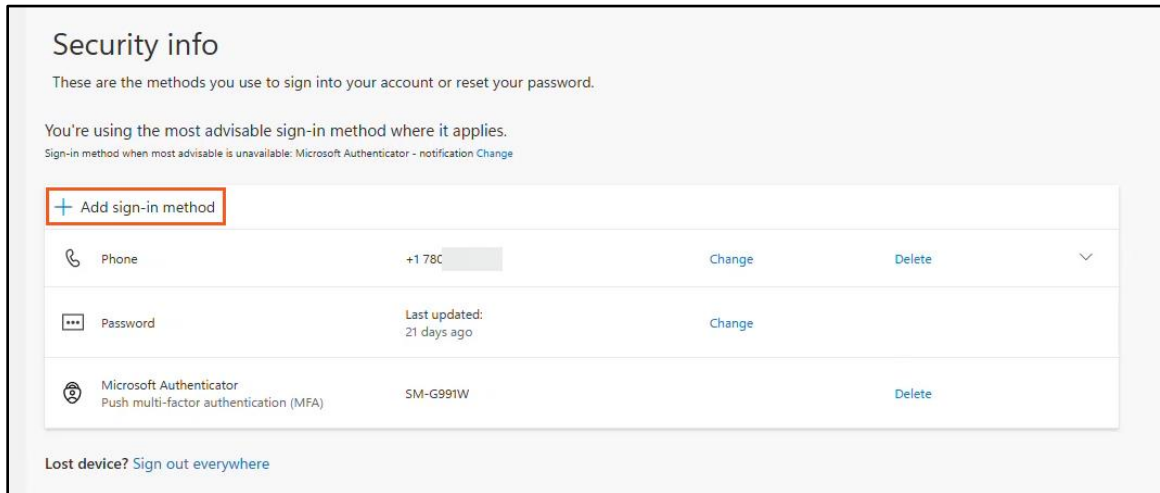 Security info
These are the methods you use to sign into your account or reset your password.
You're using the most advisable sign-in method where it applies.
Sign-in method when most advisable is unavailable: Microsoft Authenticator - notification Change
+ Add sign-in method
Phone +1 780 Change Delete
Password Last updated: Change
21 days ago
Microsoft Authenticator SM-G991W Delete
Push multi-factor authentication (MFA)
Lost device? Sign out everywhere